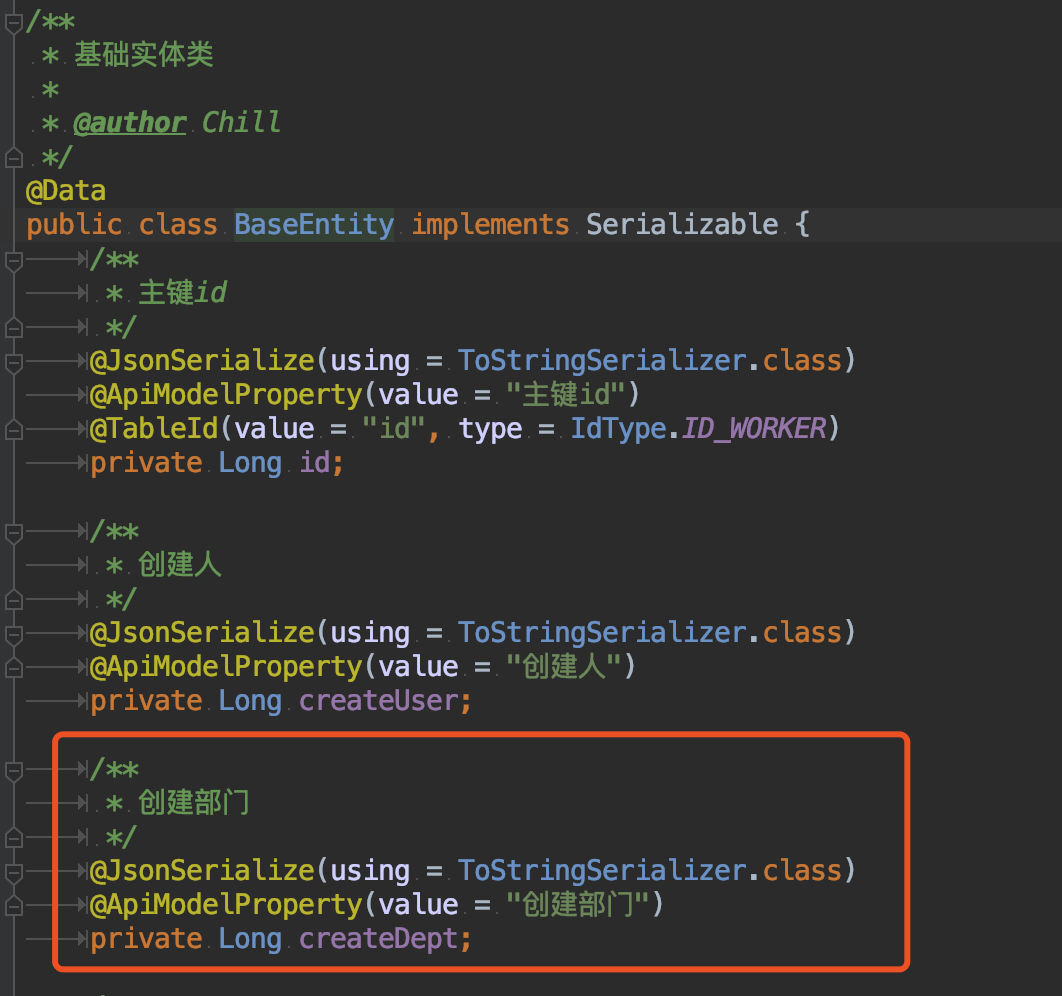 /**
 * 基础实体类
 *
 * @author Chill
 */
@Data
public class BaseEntity implements Serializable {
	/**
	 * 主键id
	 */
	@JsonSerialize(using = ToStringSerializer.class)
	@ApiModelProperty(value = "主键id")
	@TableId(value = "id", type = IdType.ID_WORKER)
	private Long id;

	/**
	 * 创建人
	 */
	@JsonSerialize(using = ToStringSerializer.class)
	@ApiModelProperty(value = "创建人")
	private Long createUser;

	/**
	 * 创建部门
	 */
	@JsonSerialize(using = ToStringSerializer.class)
	@ApiModelProperty(value = "创建部门")
	private Long createDept;